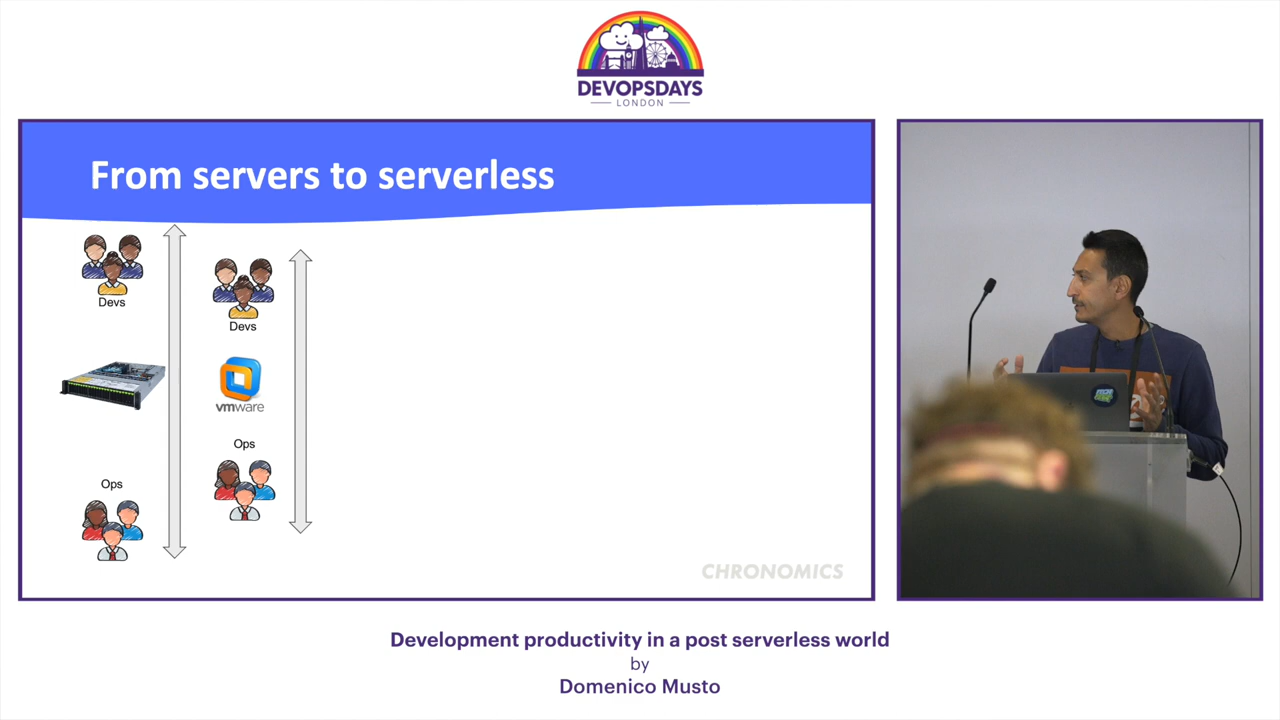 DEVOPSDAYS
LONDON
From servers to serverless
Devs
Devs
vmware
Ops
Ops
CHRONOMICS
Development productivity in a post serverless world
by
Domenico Musto